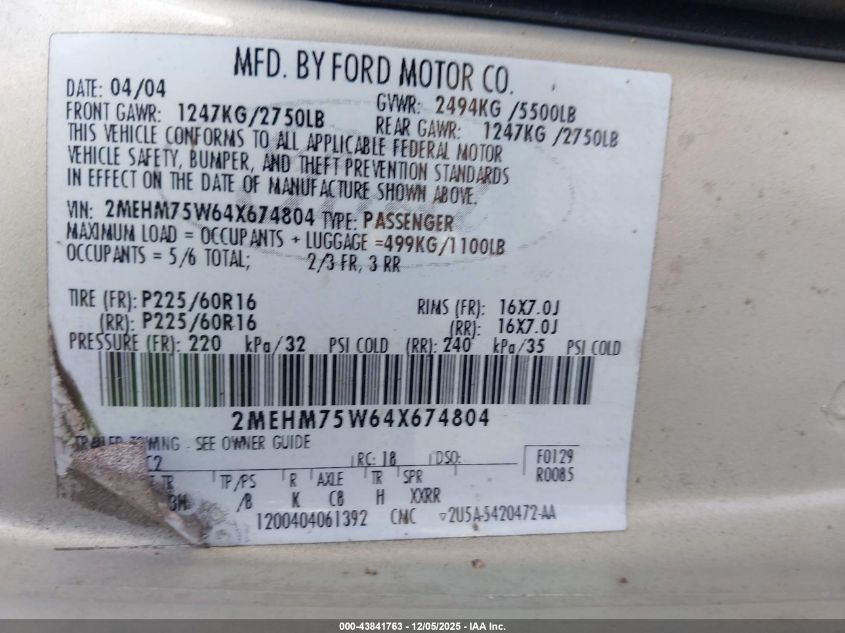 MFD. BY FORD MOTOR CO.
DATE: 04/04 GVWR: 2494KG /5500LB
FRONT GAWR: 1247KG/2750LB REAR GAWR: 1247KG /2750LB
THIS VEHICLE CONFORMS TO ALL APPLICABLE FEDERAL MOTOR
VEHICLE SAFETY, BUMPER, AND THEFT PREVENTION STANDARDS
IN EFFECT ON THE DATE OF MANUFACTURE SHOWN ABOVE.
VIN: 2MEHM75W64X674804 TYPE: PASSENGER
MAXIMUM LOAD = OCCUPANTS + LUGGAGE =499KG/1100LB
OCCUPANTS = 5/6 TOTAL; 2/3 FR, 3 RR
TIRE (FR): P225/60R16 RIMS (FR): 16X7.0J
(RR): P225/60R16 (RR): 16X7.0J
PRESSURE (FR): 220 kPa/32 PSI COLD (RR): 240 kPa/35 PSI COLD
2MEHM75W64X674804
TOWING - SEE OWNER GUIDE
C2 RC: 18 DSO: F0129
R0085
TR TP/PS R AXLE TR SPR
/B K C8 H XXRR
1200404061392 CMC ▽2U5A-5420472-AA
000-43841763 - 12/05/2025 - IAA Inc.